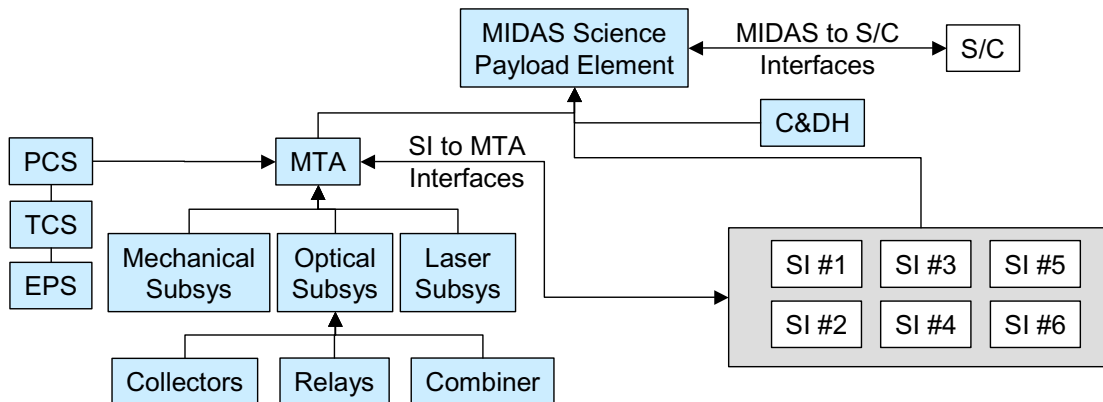 MIDAS Science
Payload Element
MIDAS to S/C
Interfaces
S/C
C&DH
PCS
TCS
EPS
MTA
SI to MTA
Interfaces
Mechanical
Subsys
Optical
Subsys
Laser
Subsys
Collectors
Relays
Combiner
SI #1
SI #3
SI #5
SI #2
SI #4
SI #6